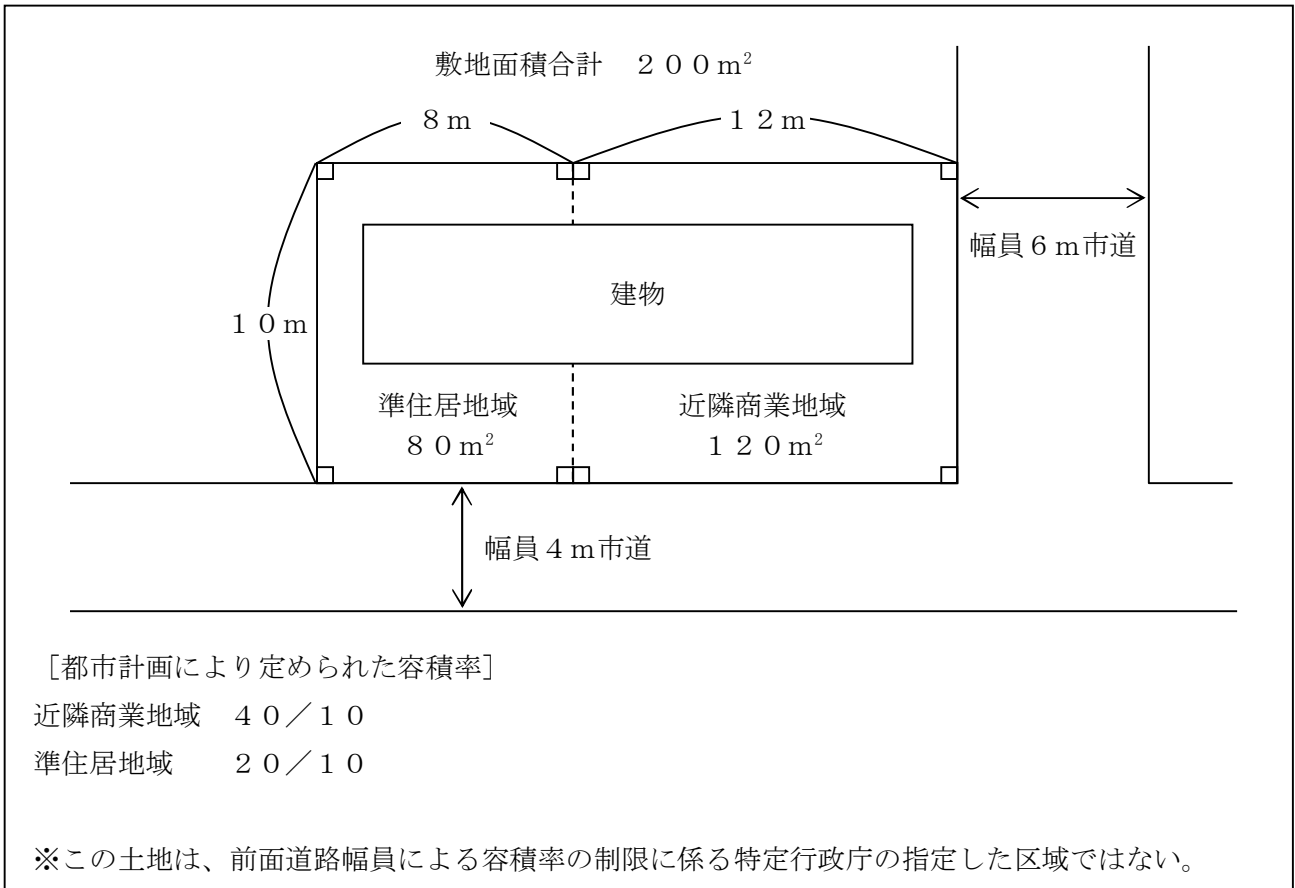 敷地面積合計 ２００m²
８m
１２m
幅員６m市道
建物
１０m
準住居地域
８０m²
近隣商業地域
１２０m²
幅員４m市道
［都市計画により定められた容積率］
近隣商業地域 ４０／１０
準住居地域 ２０／１０
※この土地は、前面道路幅員による容積率の制限に係る特定行政庁の指定した区域ではない。